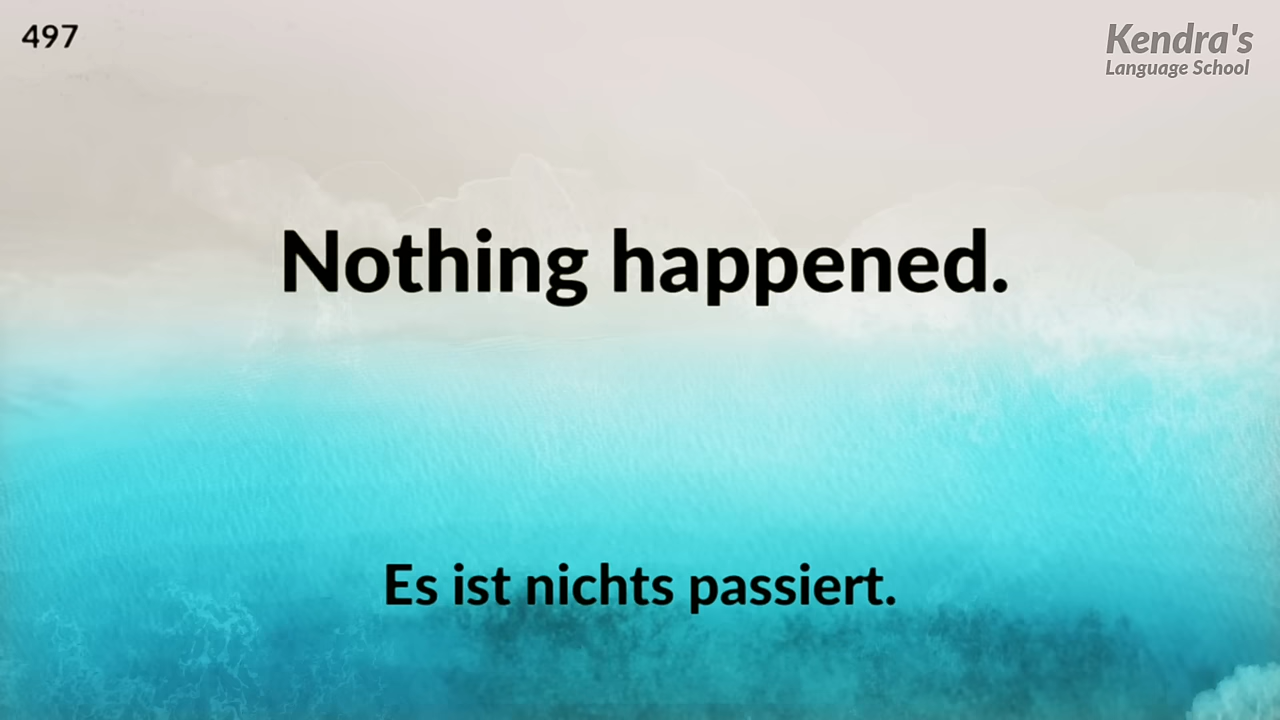 497
Kendra's
Language School
Nothing happened.
Es ist nichts passiert.